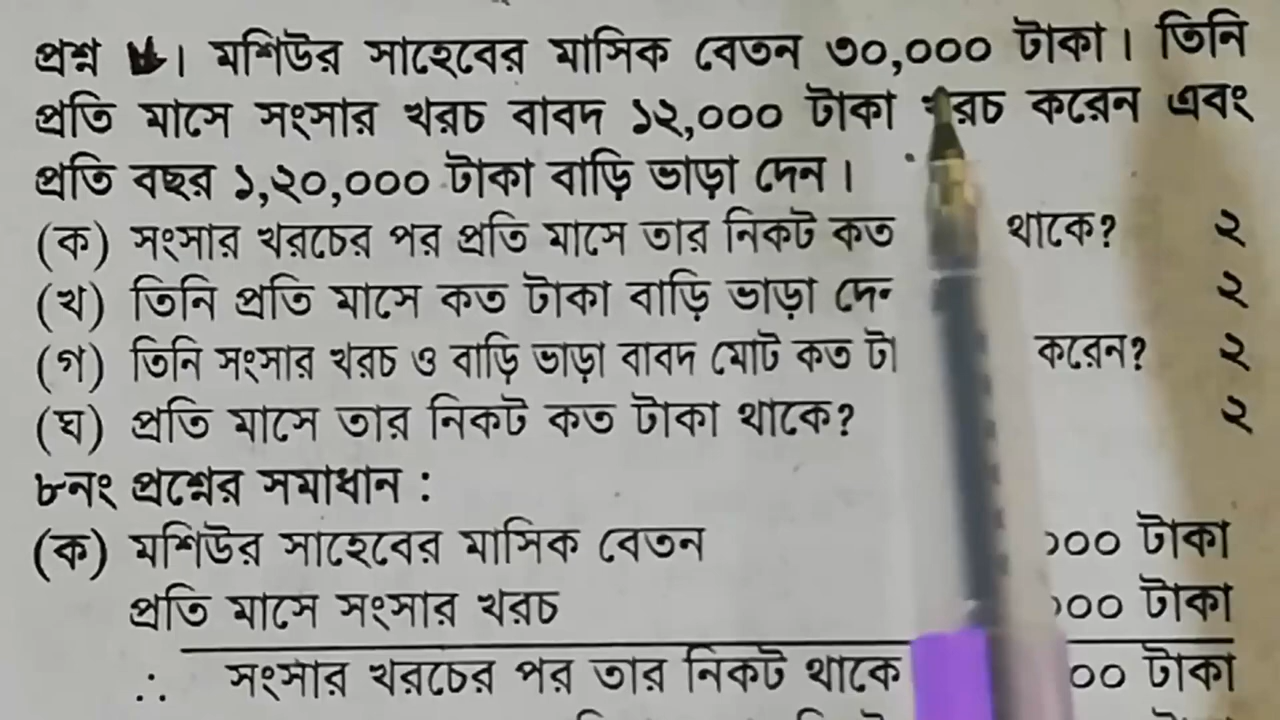 প্রশ্ন । মশিউর সাহেবের মাসিক বেতন ৩০,০০০ টাকা। তিনি
প্রতি মাসে সংসার খরচ বাবদ ১২,০০০ টাকা খরচ করেন এবং
প্রতি বছর ১,২০,০০০ টাকা বাড়ি ভাড়া দেন।
(ক) সংসার খরচের পর প্রতি মাসে তার নিকট কত থাকে? ২
(খ) তিনি প্রতি মাসে কত টাকা বাড়ি ভাড়া ২
(গ) তিনি সংসার খরচ ও বাড়ি ভাড়া বাবদ মোট কত করেন? ২
(ঘ) প্রতি মাসে তার নিকট কত টাকা থাকে? ২
৮নং প্রশ্নের সমাধান :
(ক) মশিউর সাহেবের মাসিক বেতন টাকা
প্রতি মাসে সংসার খরচ টাকা
∴ সংসার খরচের পর তার নিকট থাকে টাকা